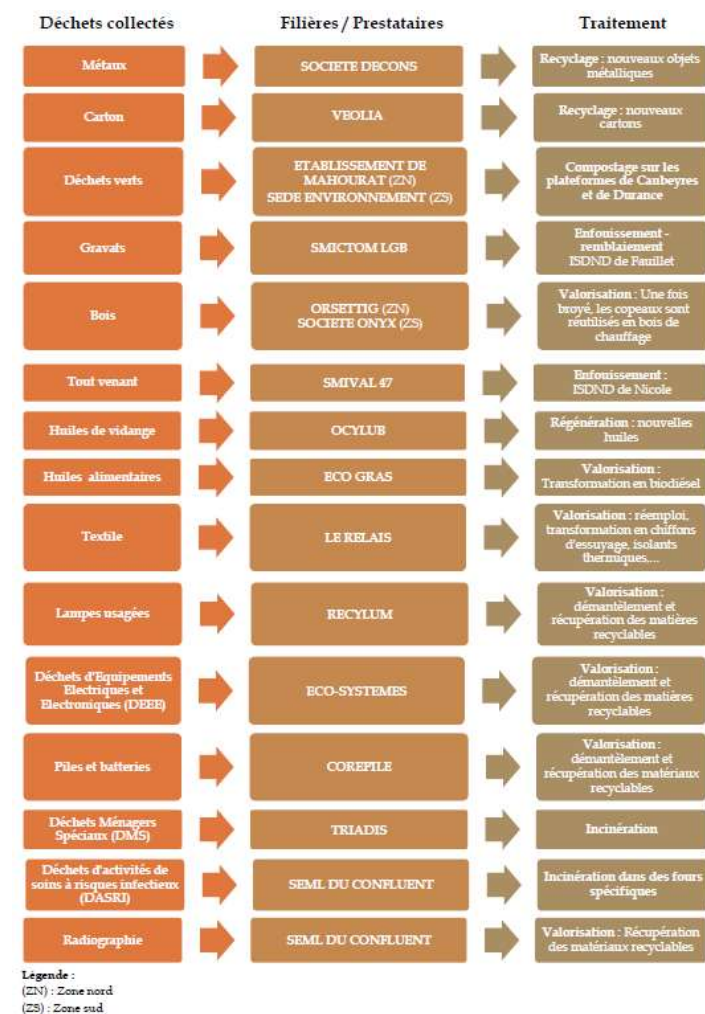 Déchets collectés
Filières / Prestataires
Traitement
Métaux
SOCIETE DECONS
Recyclage : nouveaux objets
métalliques
Carton
VEOLIA
Recyclage : nouveaux
cartons
Déchets verts
ETABLISSEMENT DE
MAHOURAT (ZN)
SEDE ENVIRONNEMENT (ZS)
Compostage sur les
plateformes de Canbeyres
et de Durance
Gravats
SMICTOM LGB
Enfouissement -
remblaiement
ISDND de Fauillet
Bois
ORSETTIG (ZN)
SOCIETE ONYX (ZS)
Valorisation : Une fois
broyé, les copeaux sont
réutilisés en bois de
chauffage
Tout venant
SMIVAL 47
Enfouissement :
ISDND de Nicole
Huiles de vidange
OCYLUB
Régénération : nouvelles
huiles
Huiles alimentaires
ECO GRAS
Valorisation :
Transformation en biodiésel
Textile
LE RELAIS
Valorisation : réemploi,
transformation en chiffons
d'essuyage, isolants
thermiques,...
Lampes usagées
RECYLUM
Valorisation :
démantèlement et
récupération des matières
recyclables
Déchets d'Equipements
Electriques et
Electroniques (DEEE)
ECO-SYSTEMES
Valorisation :
démantèlement et
récupération des matières
recyclables
Piles et batteries
COREPILE
Valorisation :
démantèlement et
récupération des matériaux
recyclables
Déchets Ménagers
Spéciaux (DMS)
TRIADIS
Incinération
Déchets d'activités de
soins à risques infectieux
(DASRI)
SEML DU CONFLUENT
Incinération dans des fours
spécifiques
Radiographie
SEML DU CONFLUENT
Valorisation : Récupération
des matériaux recyclables
Légende :
(ZN) : Zone nord
(ZS) : Zone sud